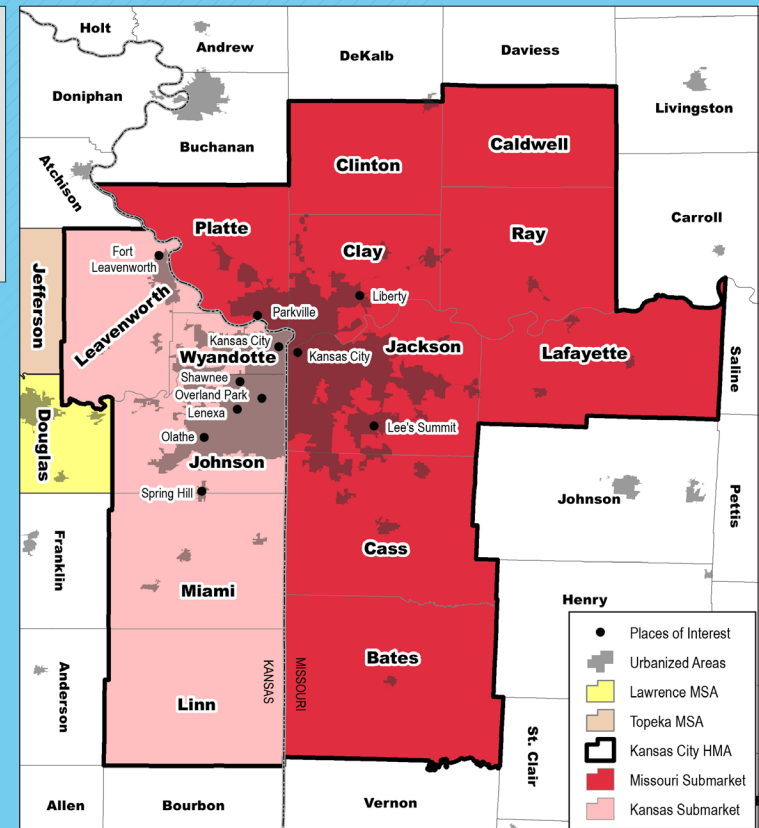 Holt
Andrew
DeKalb
Daviess
Doniphan
Livingston
Buchanan
Atchison
Clinton
Caldwell
Platte
Carroll
Clay
Ray
Fort
Leavenworth
Jefferson
Leavenworth
Liberty
Parkville
Kansas City
Wyandotte
Kansas City
Jackson
Lafayette
Saline
Shawnee
Overland Park
Lenexa
Douglas
Olathe
Lee's Summit
Johnson
Spring Hill
Johnson
Pettis
Franklin
Cass
Miami
Henry
Bates
Anderson
Linn
KANSAS
MISSOURI
St. Clair
Allen
Bourbon
Vernon
Places of Interest
Urbanized Areas
Lawrence MSA
Topeka MSA
Kansas City HMA
Missouri Submarket
Kansas Submarket